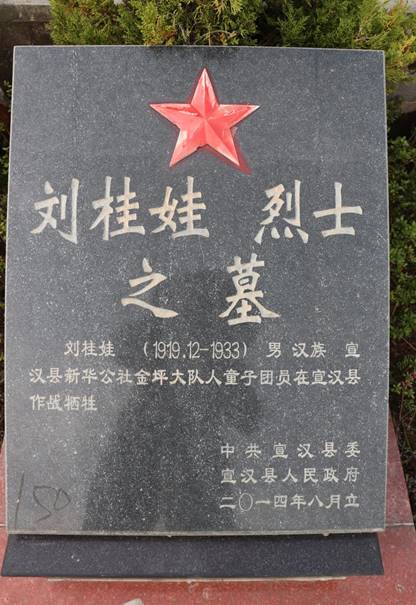 刘桂娃 烈士
之墓
刘桂娃 (1919.12-1933) 男 汉族 宣
汉县新华公社金坪大队人童子团员在宣汉县
作战牺牲
中共宣汉县委
宣汉县人民政府
二〇一四年八月立
150